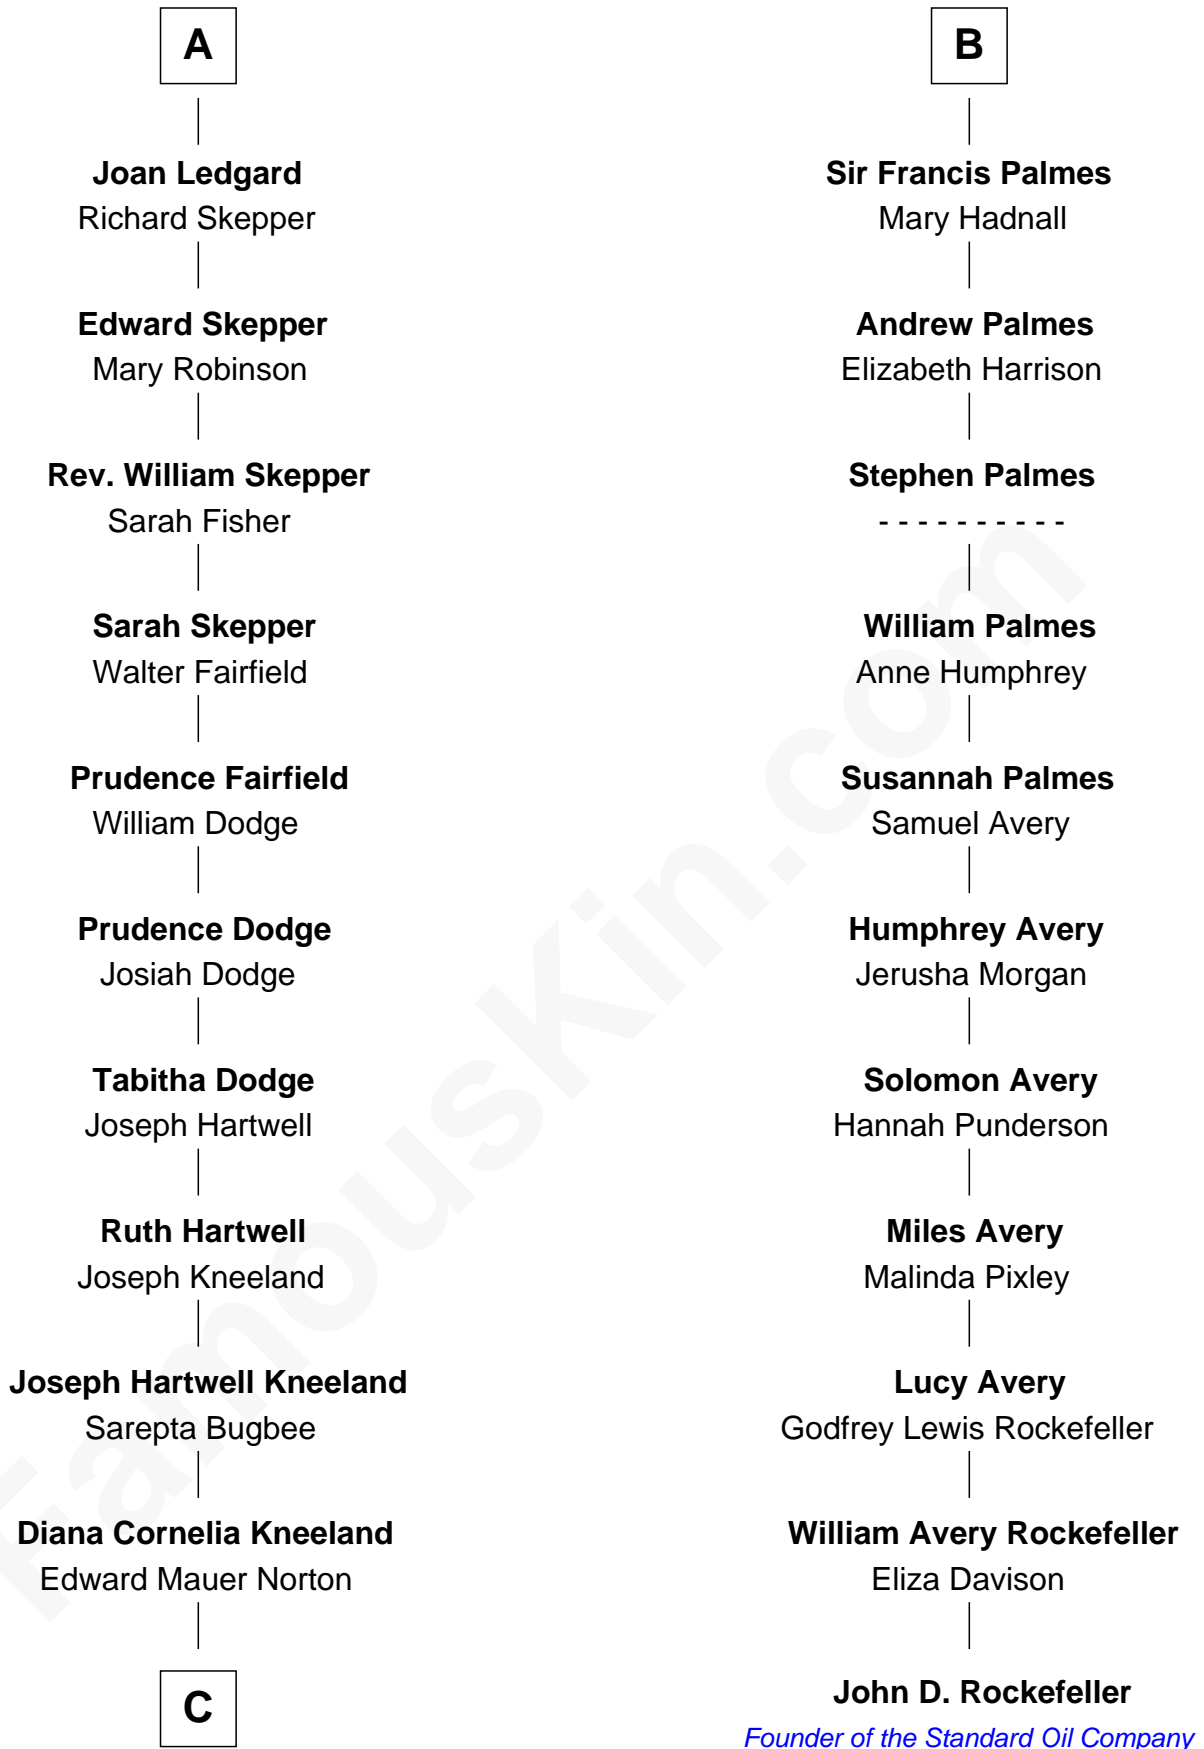 A
Joan Ledgard
Richard Skepper
Edward Skepper
Mary Robinson
Rev. William Skepper
Sarah Fisher
Sarah Skepper
Walter Fairfield
Prudence Fairfield
William Dodge
Prudence Dodge
Josiah Dodge
Tabitha Dodge
Joseph Hartwell
Ruth Hartwell
Joseph Kneeland
Joseph Hartwell Kneeland
Sarepta Bugbee
Diana Cornelia Kneeland
Edward Mauer Norton
C
B
Sir Francis Palmes
Mary Hadnall
Andrew Palmes
Elizabeth Harrison
Stephen Palmes
- - - - - - - - - -
William Palmes
Anne Humphrey
Susannah Palmes
Samuel Avery
Humphrey Avery
Jerusha Morgan
Solomon Avery
Hannah Punderson
Miles Avery
Malinda Pixley
Lucy Avery
Godfrey Lewis Rockefeller
William Avery Rockefeller
Eliza Davison
John D. Rockefeller
Founder of the Standard Oil Company
FamousKin.com